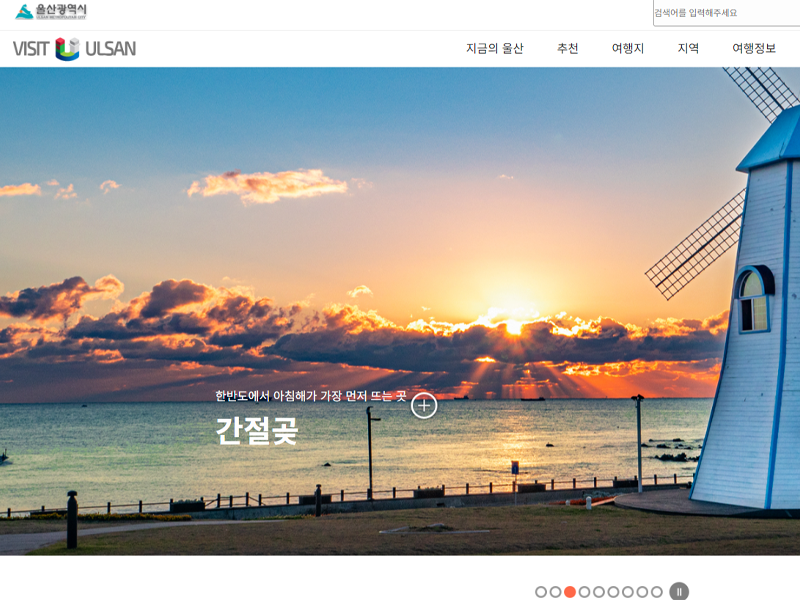 울산광역시
ULSAN METROPOLITAN CITY
검색어를 입력해주세요
VISIT ULSAN
지금의 울산
추천
여행지
지역
여행정보
한반도에서 아침해가 가장 먼저 뜨는 곳
간절곶